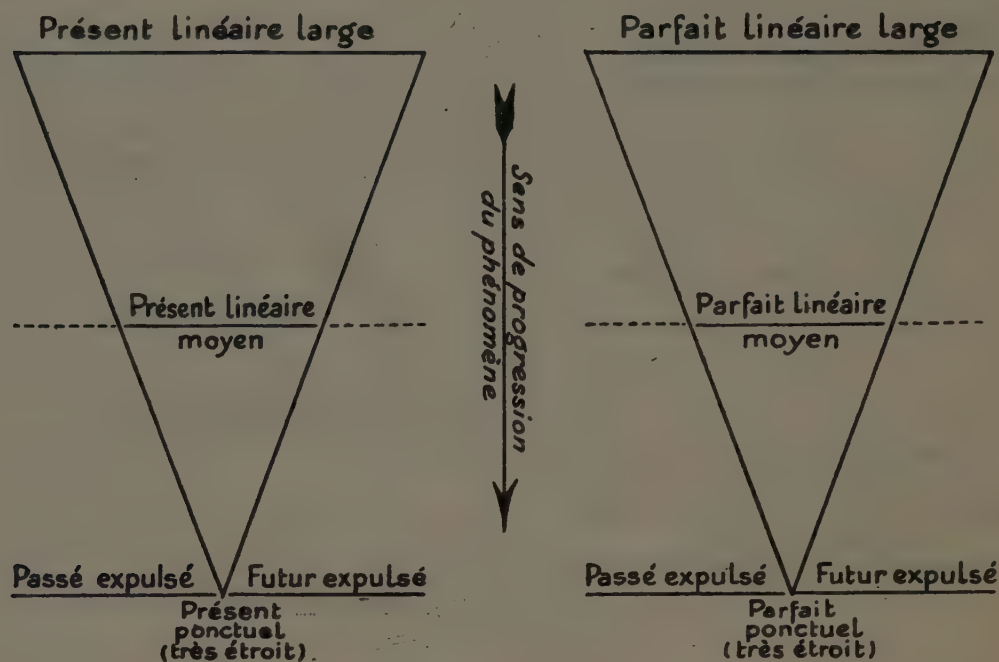 Présent linéaire large
Parfait linéaire large
Sens de progression
du phénomène
Présent linéaire
moyen
Parfait linéaire
moyen
Passé expulsé
Futur expulsé
Présent
ponctuel
(très étroit).
Passé expulsé
Futur expulsé
Parfait
ponctuel
(très étroit)